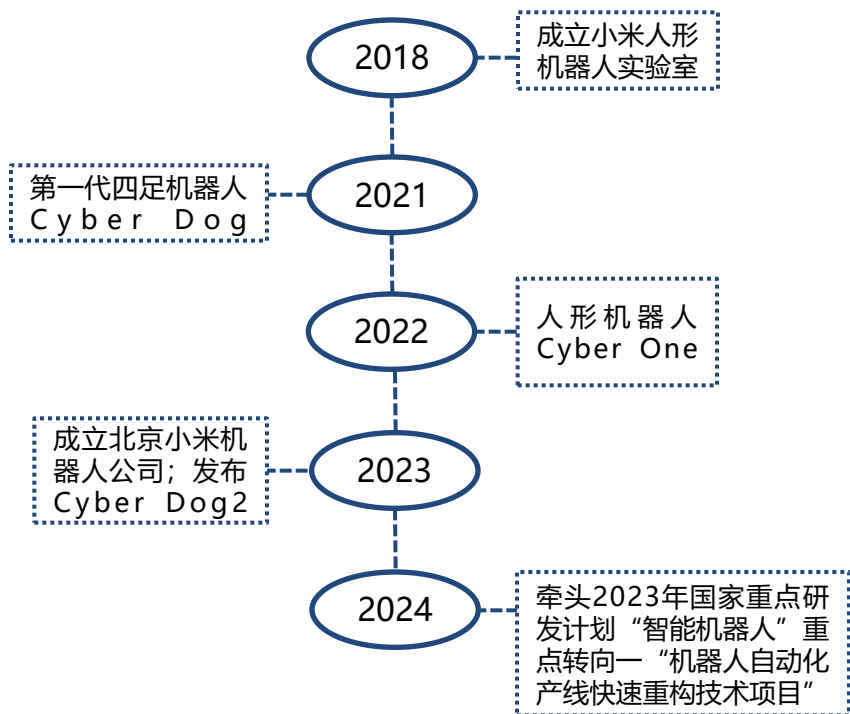 2018
成立小米人形
机器人实验室
第一代四足机器人
Cyber Dog
2021
2022
人形机器人
Cyber One
成立北京小米机
器人公司；发布
Cyber Dog2
2023
2024
牵头2023年国家重点研
发计划“智能机器人”重
点转向一“机器人自动化
产线快速重构技术项目”